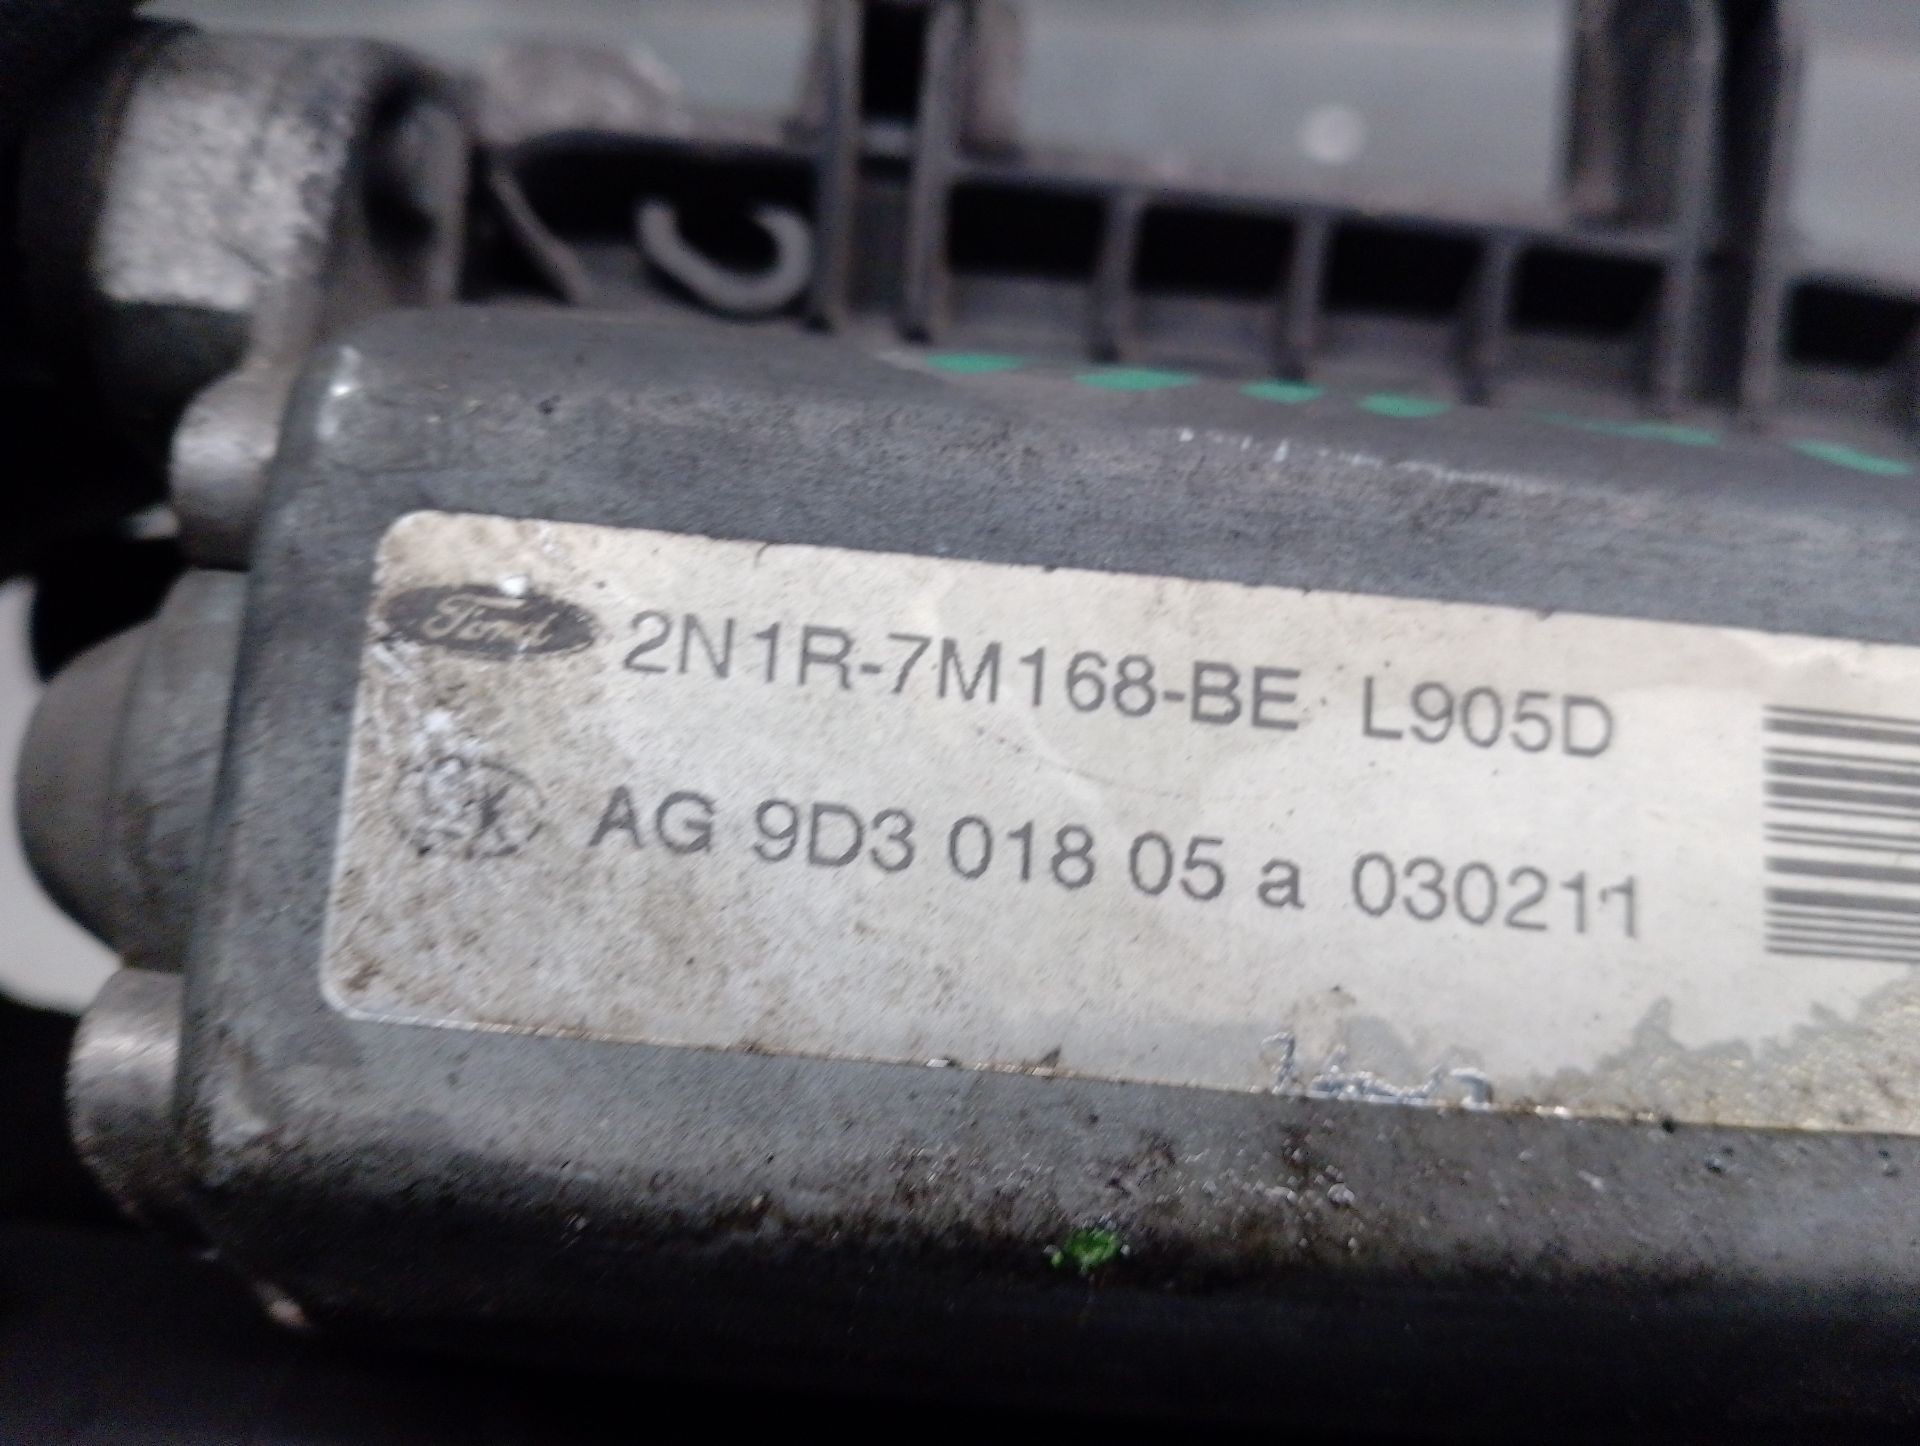 Ford 2N1R-7M168-BE L905D
AG 9D3 018 05 a 030211